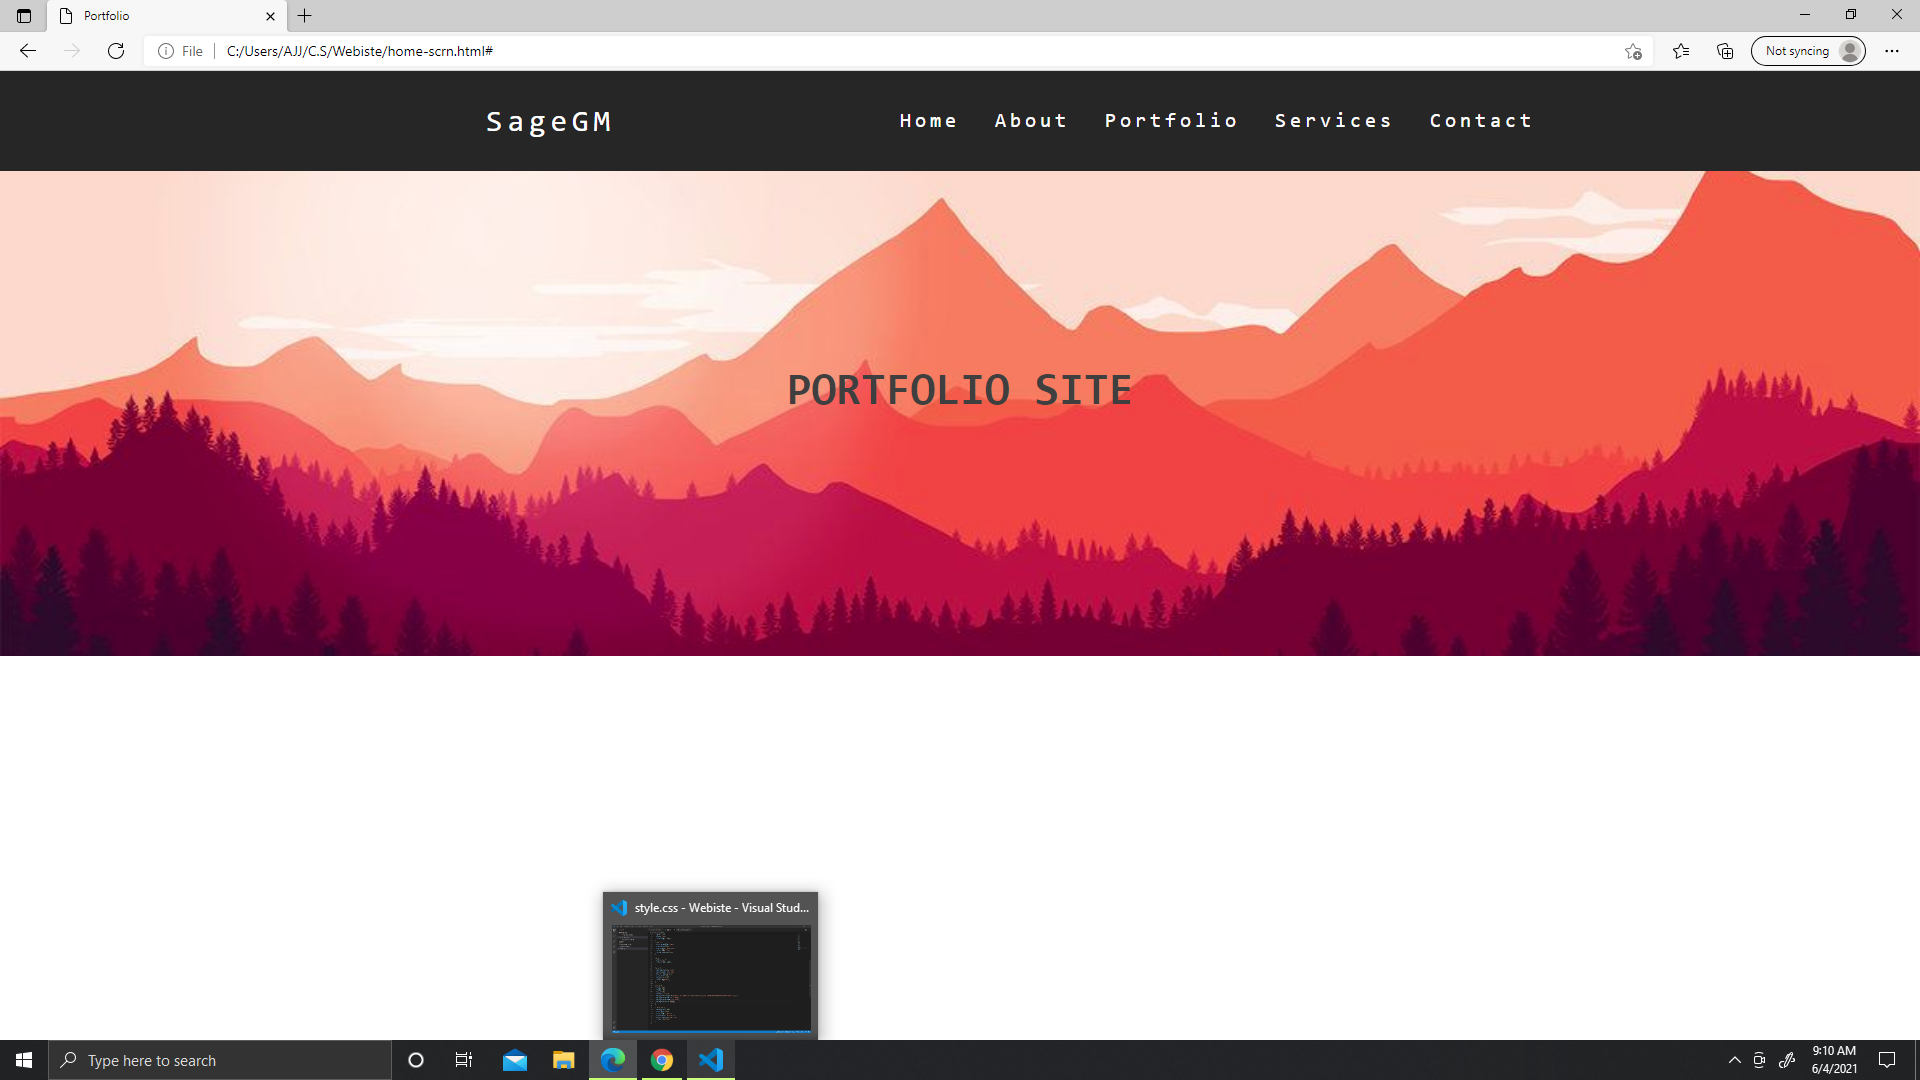 Portfolio
File
C:/Users/AJJ/C.S/Webiste/home-scrn.html#
Not syncing
SageGM
Home
About
Portfolio
Services
Contact
PORTFOLIO SITE
style.css - Webiste - Visual Stud...
Type here to search
9:10 AM
6/4/2021